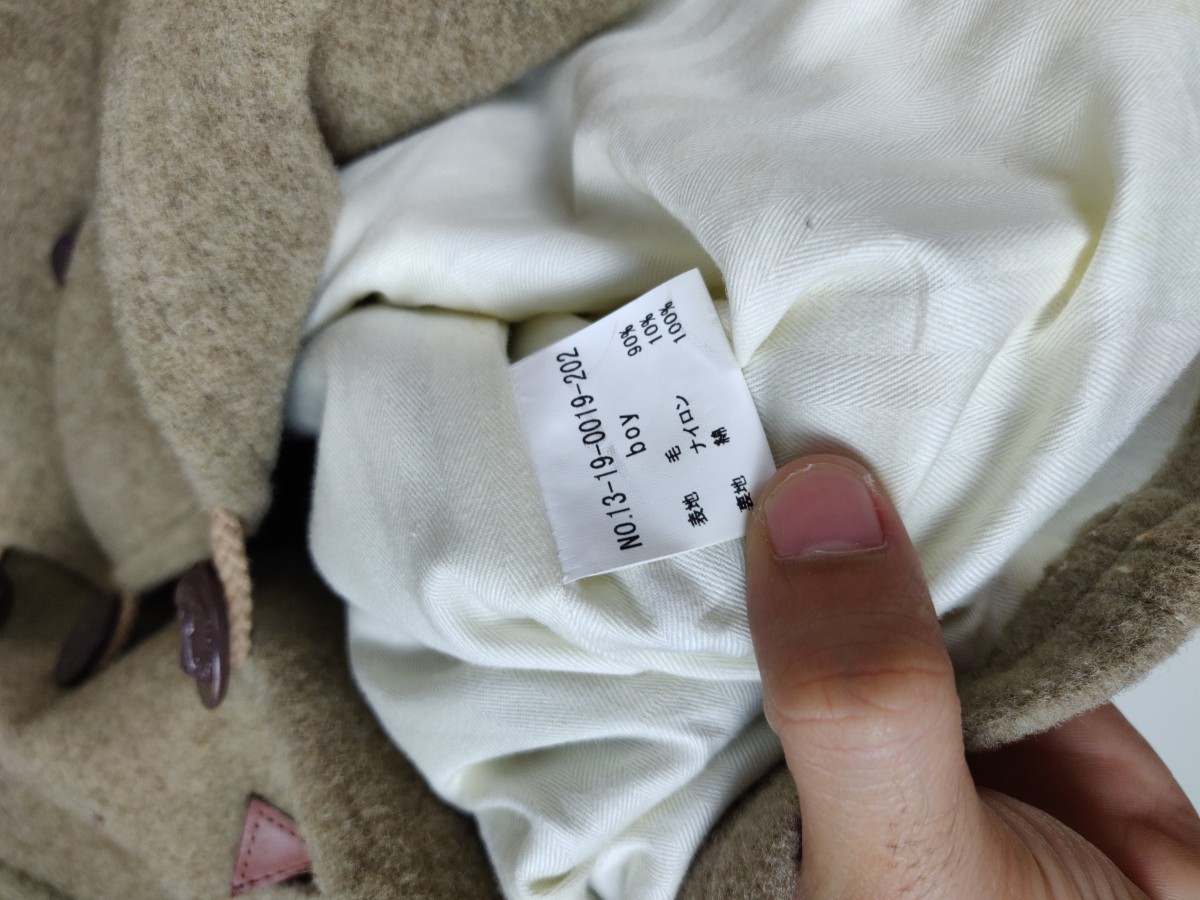 NO.13-19-0019-202
boy
表地 毛 90%
ナイロン 10%
裏地 綿 100%